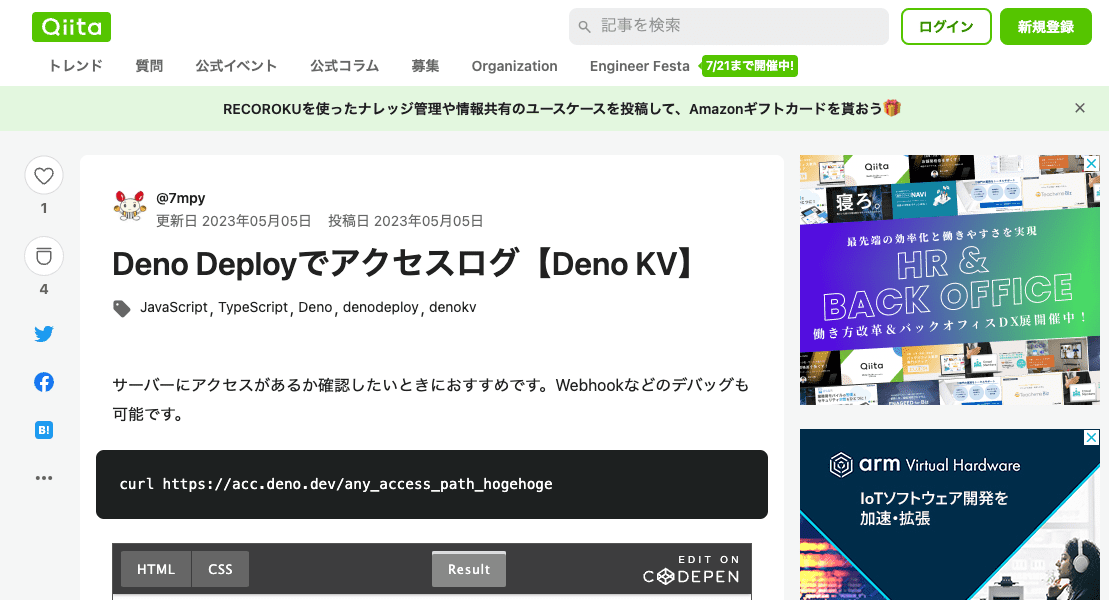 Qiita
記事を検索
ログイン
新規登録
トレンド
質問
公式イベント
公式コラム
募集
Organization
Engineer Festa
7/21まで開催中!
RECOROKUを使ったナレッジ管理や情報共有のユースケースを投稿して、Amazonギフトカードを貰おう🎁
1
4
B!
@7mpy
更新日 2023年05月05日 投稿日 2023年05月05日
Deno Deployでアクセスログ【Deno KV】
JavaScript, TypeScript, Deno, denodeploy, denokv
サーバーにアクセスがあるか確認したいときにおすすめです。Webhookなどのデバッグも
可能です。
curl https://acc.deno.dev/any_access_path_hogehoge
HTML
CSS
Result
EDIT ON
CODEPEN
Qiita
寝ろ。
NAVI
最先端の効率化と働きやすさを実現
HR &
BACK OFFICE
働き方改革&バックオフィスDX展開催中!
Qiita
arm Virtual Hardware
IoTソフトウェア開発を
加速・拡張